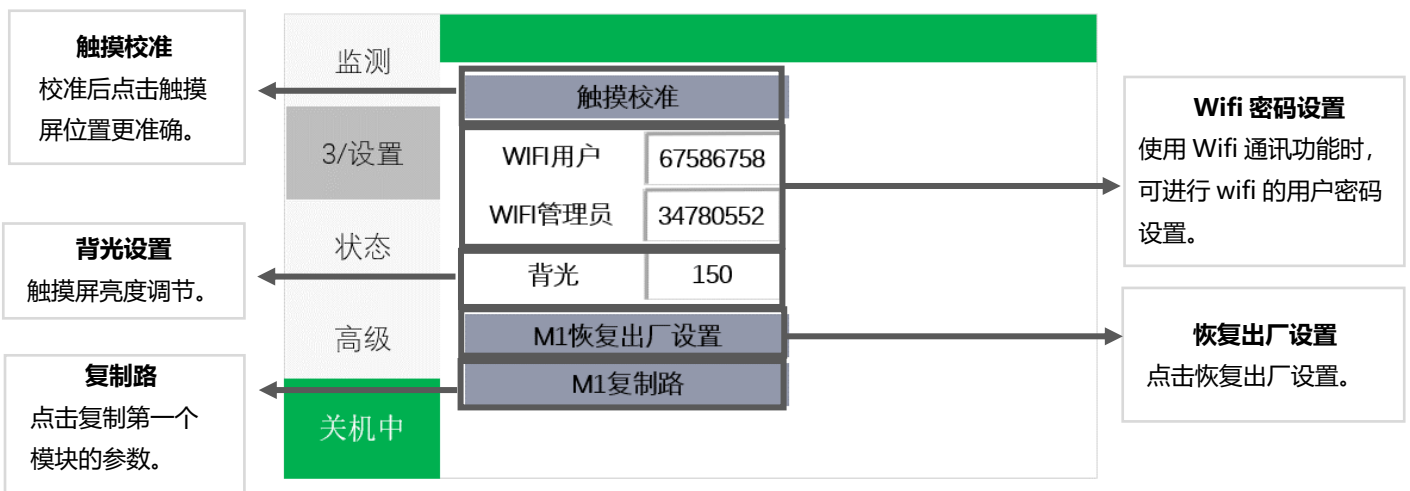 触摸校准
校准后点击触摸
屏位置更准确。
背光设置
触摸屏亮度调节。
复制路
点击复制第一个
模块的参数。
监测
3/设置
状态
高级
关机中
触摸校准
WIFI用户 67586758
WIFI管理员 34780552
背光 150
M1恢复出厂设置
M1复制路
Wifi 密码设置
使用 Wifi 通讯功能时,
可进行 wifi 的用户密码
设置。
恢复出厂设置
点击恢复出厂设置。